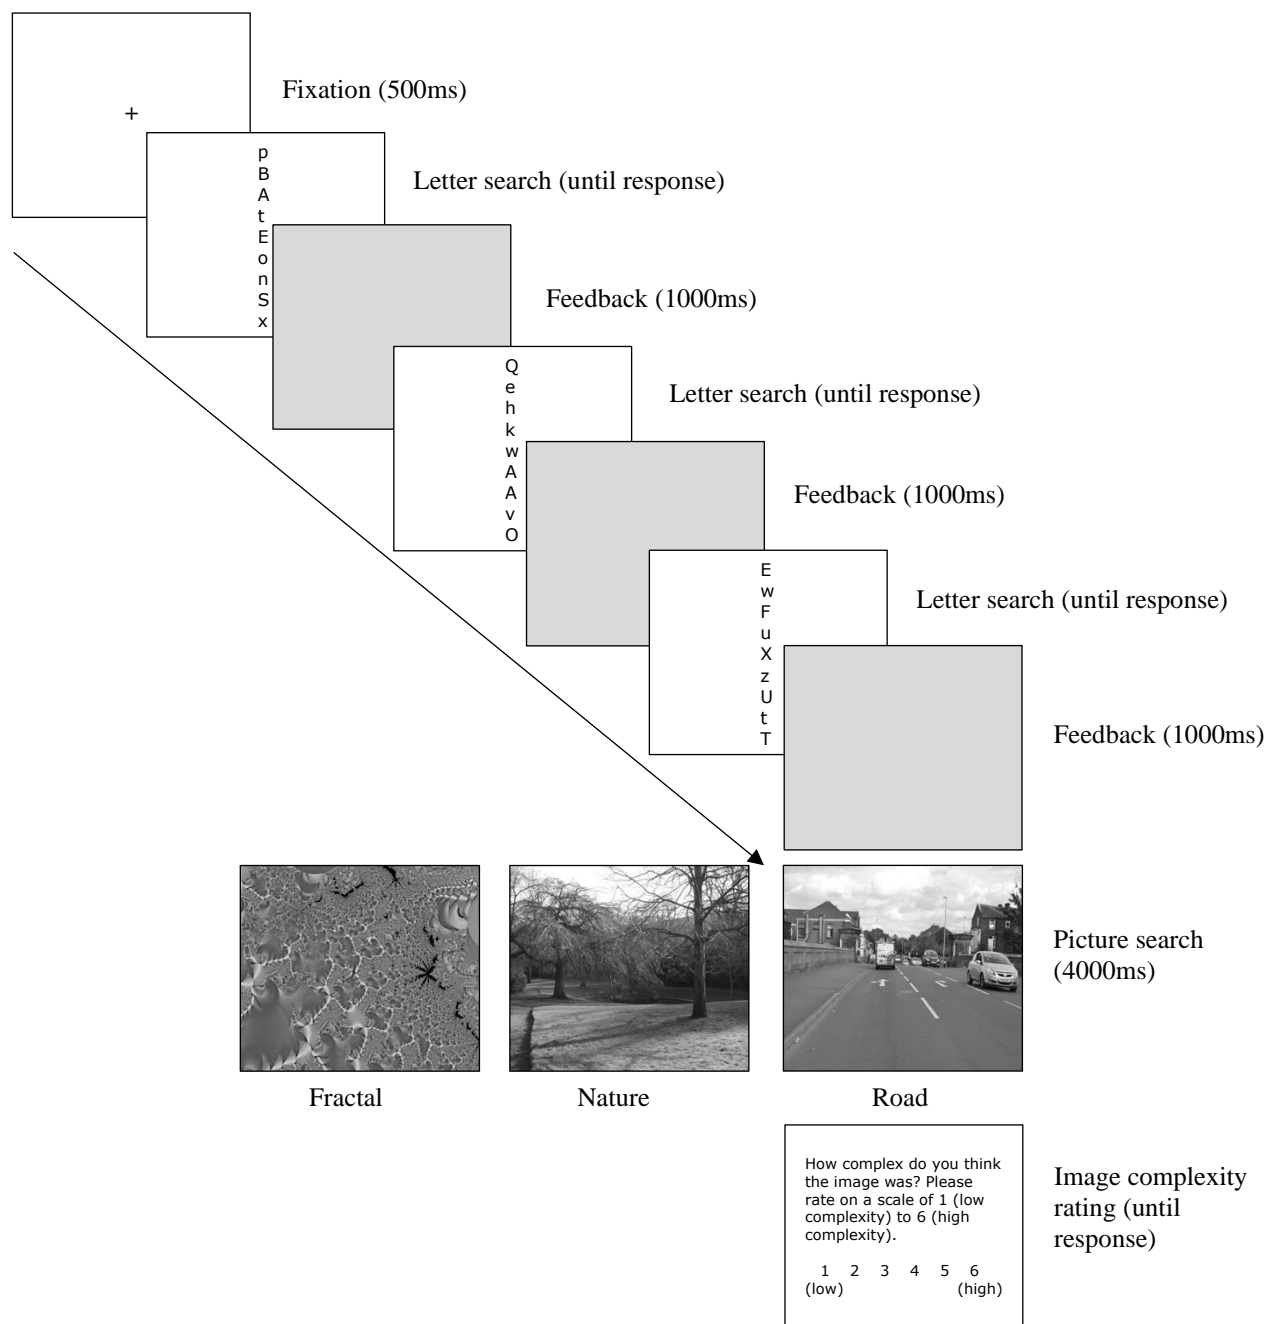 Fixation (500ms)
+
p
B
A
t
E
o
n
S
x
Letter search (until response)
Feedback (1000ms)
Q
e
h
k
w
A
A
v
O
Letter search (until response)
Feedback (1000ms)
E
w
F
u
X
z
U
t
T
Letter search (until response)
Feedback (1000ms)
Picture search
(4000ms)
Fractal
Nature
Road
How complex do you think
the image was? Please
rate on a scale of 1 (low
complexity) to 6 (high
complexity).
1 2 3 4 5 6
(low) (high)
Image complexity
rating (until
response)